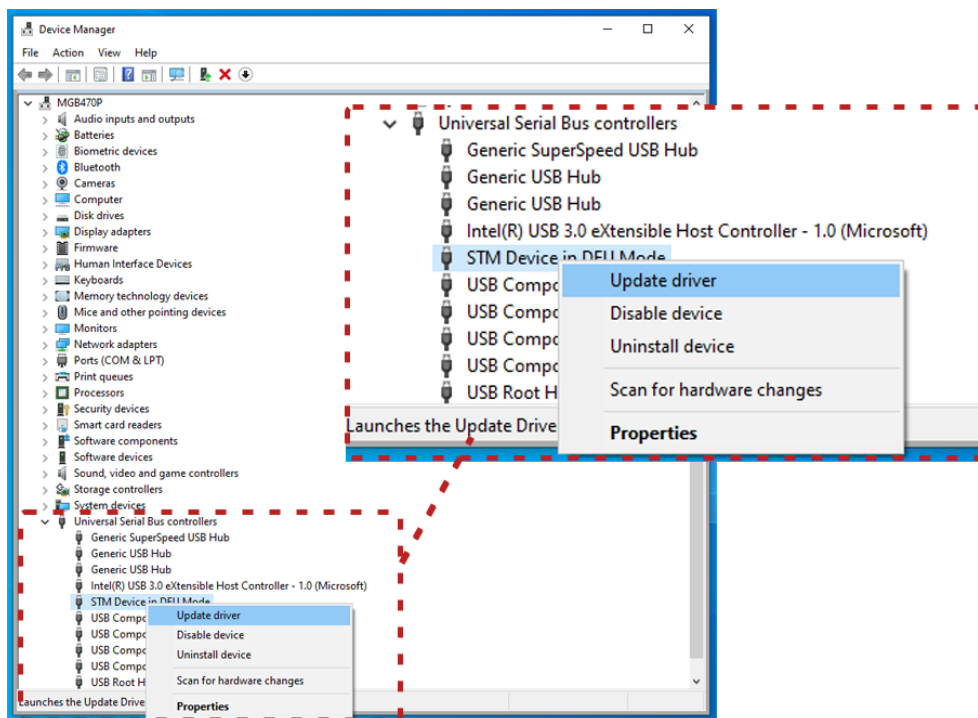 Device Manager
File Action View Help
MGB470P
Audio inputs and outputs
Batteries
Biometric devices
Bluetooth
Cameras
Computer
Disk drives
Display adapters
Firmware
Human Interface Devices
Keyboards
Memory technology devices
Mice and other pointing devices
Monitors
Network adapters
Ports (COM & LPT)
Print queues
Processors
Security devices
Smart card readers
Software components
Software devices
Sound, video and game controllers
Storage controllers
System devices
Universal Serial Bus controllers
Generic SuperSpeed USB Hub
Generic USB Hub
Generic USB Hub
Intel(R) USB 3.0 eXtensible Host Controller - 1.0 (Microsoft)
STM Device in DFU Mode
USB Compo
USB Compo
USB Compo
USB Compo
USB Root H
Launches the Update Drive
Update driver
Disable device
Uninstall device
Scan for hardware changes
Properties
Universal Serial Bus controllers
Generic SuperSpeed USB Hub
Generic USB Hub
Generic USB Hub
Intel(R) USB 3.0 eXtensible Host Controller - 1.0 (Microsoft)
STM Device in DFU Mode
USB Compo
USB Compo
USB Compo
USB Compo
USB Root H
Launches the Update Drive
Update driver
Disable device
Uninstall device
Scan for hardware changes
Properties